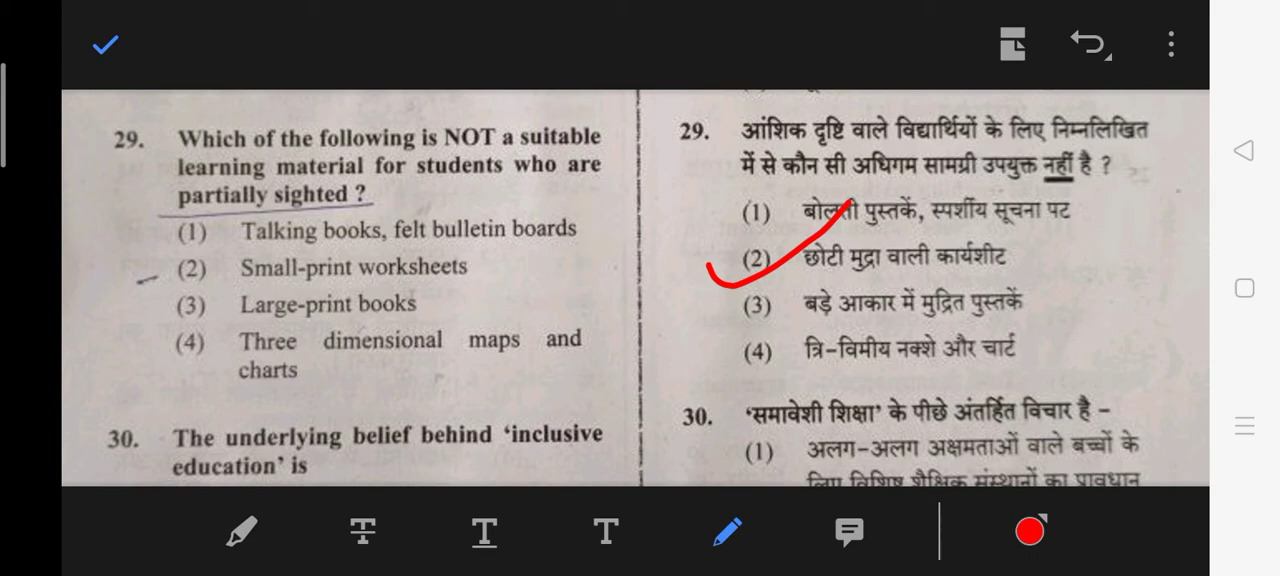 29. Which of the following is NOT a suitable
learning material for students who are
partially sighted ?
(1) Talking books, felt bulletin boards
(2) Small-print worksheets
(3) Large-print books
(4) Three dimensional maps and
charts
30. The underlying belief behind ‘inclusive
education’ is
29. आंशिक दृष्टि वाले विद्यार्थियों के लिए निम्नलिखित
में से कौन सी अधिगम सामग्री उपयुक्त नहीं है ?
(1) बोलती पुस्तकें, स्पर्शीय सूचना पट
(2) छोटी मुद्रा वाली कार्यशीट
(3) बड़े आकार में मुद्रित पुस्तकें
(4) त्रि-विमीय नक्शे और चार्ट
30. ‘समावेशी शिक्षा’ के पीछे अंतर्हित विचार है –
(1) अलग-अलग अक्षमताओं वाले बच्चों के
लिए विशिष्ट शैक्षिक संस्थानों का प्रावधान
T T T